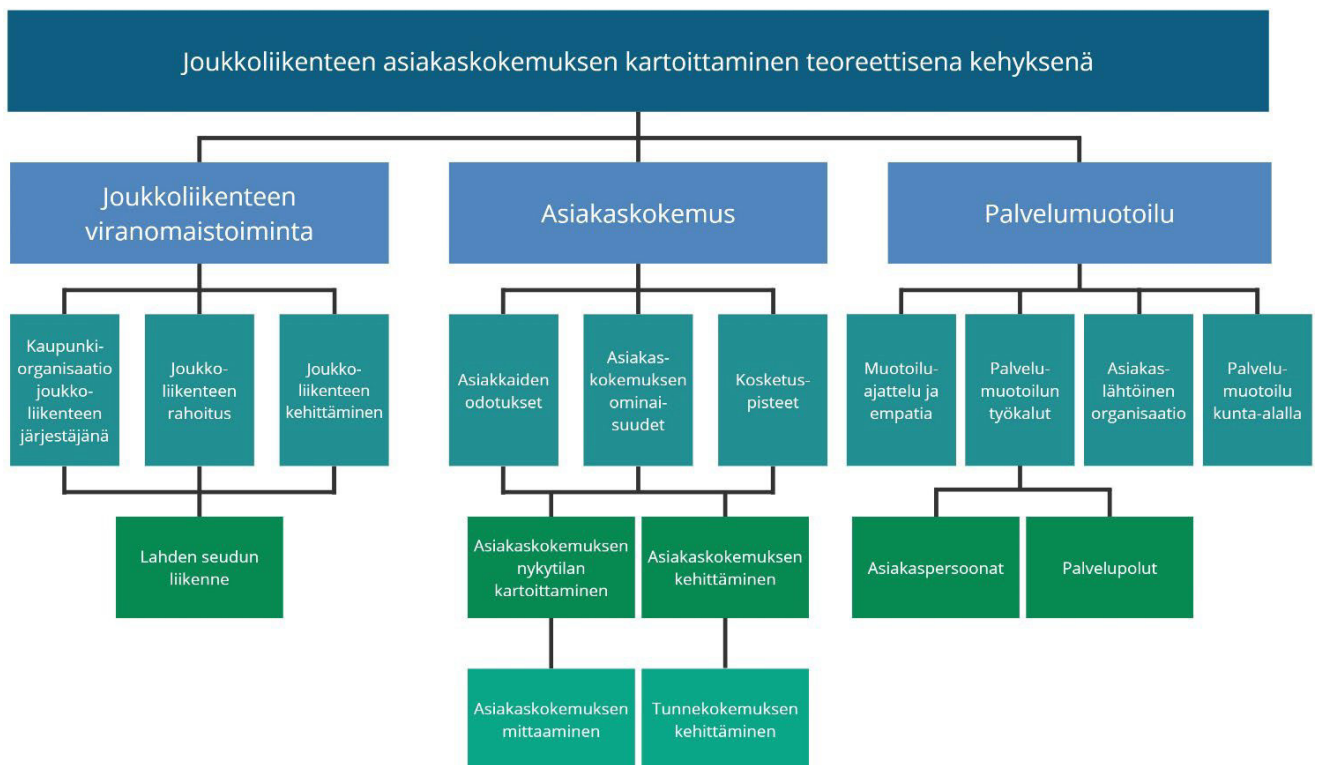 Joukkoliikenteen asiakaskokemuksen kartoittaminen teoreettisena kehyksenä
Joukkoliikenteen
viranomaistoiminta
Asiakaskokemus
Palvelumuotoilu
Kaupunki-
organisaatio
joukko-
liikenteen
järjestäjänä
Joukko-
liikenteen
rahoitus
Joukko-
liikenteen
kehittäminen
Asiakkaiden
odotukset
Asiakas-
kokemuksen
ominai-
suudet
Kosketus-
pisteet
Muotoilu-
ajattelu ja
empatia
Palvelu-
muotoilun
työkalut
Asiakas-
lähtöinen
organisaatio
Palvelu-
muotoilu
kunta-alalla
Lahden seudun
liikenne
Asiakaskokemuksen
nykytilan
kartoittaminen
Asiakaskokemuksen
kehittäminen
Asiakaspersoonat
Palvelupolut
Asiakaskokemuksen
mittaaminen
Tunnekokemuksen
kehittäminen